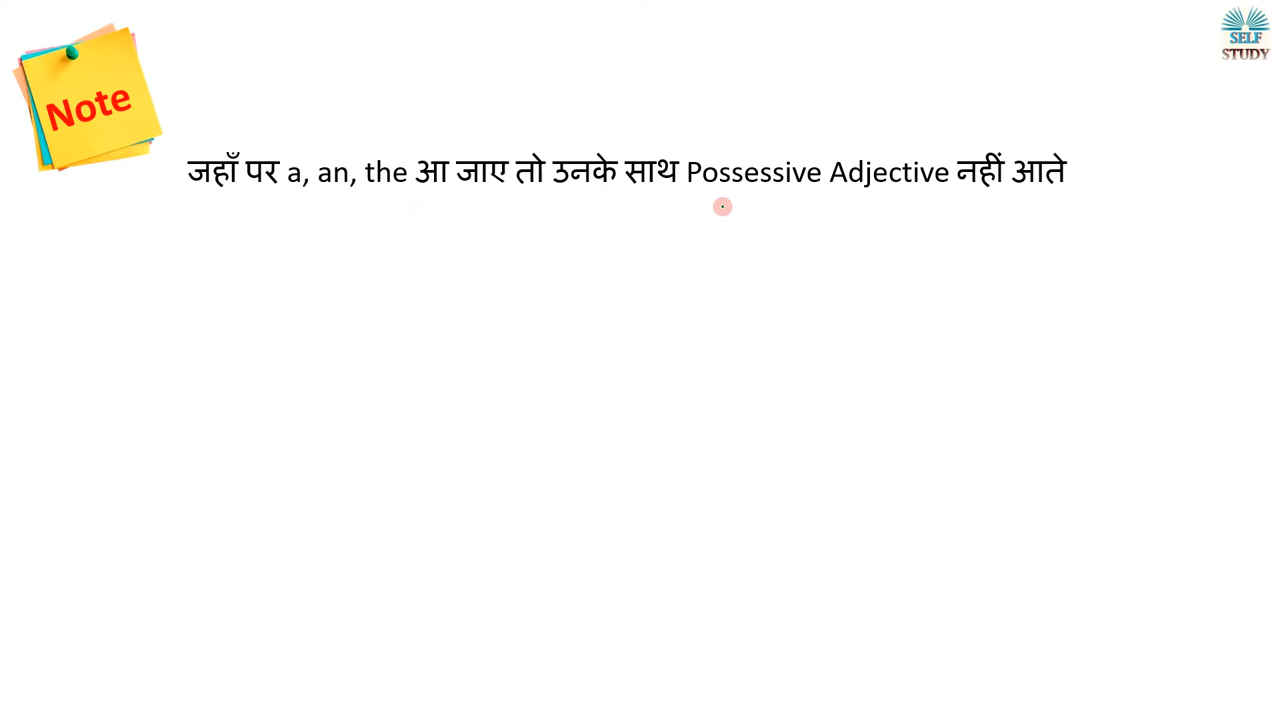 Note
SELF
STUDY
जहाँ पर a, an, the आ जाए तो उनके साथ Possessive Adjective नहीं आते